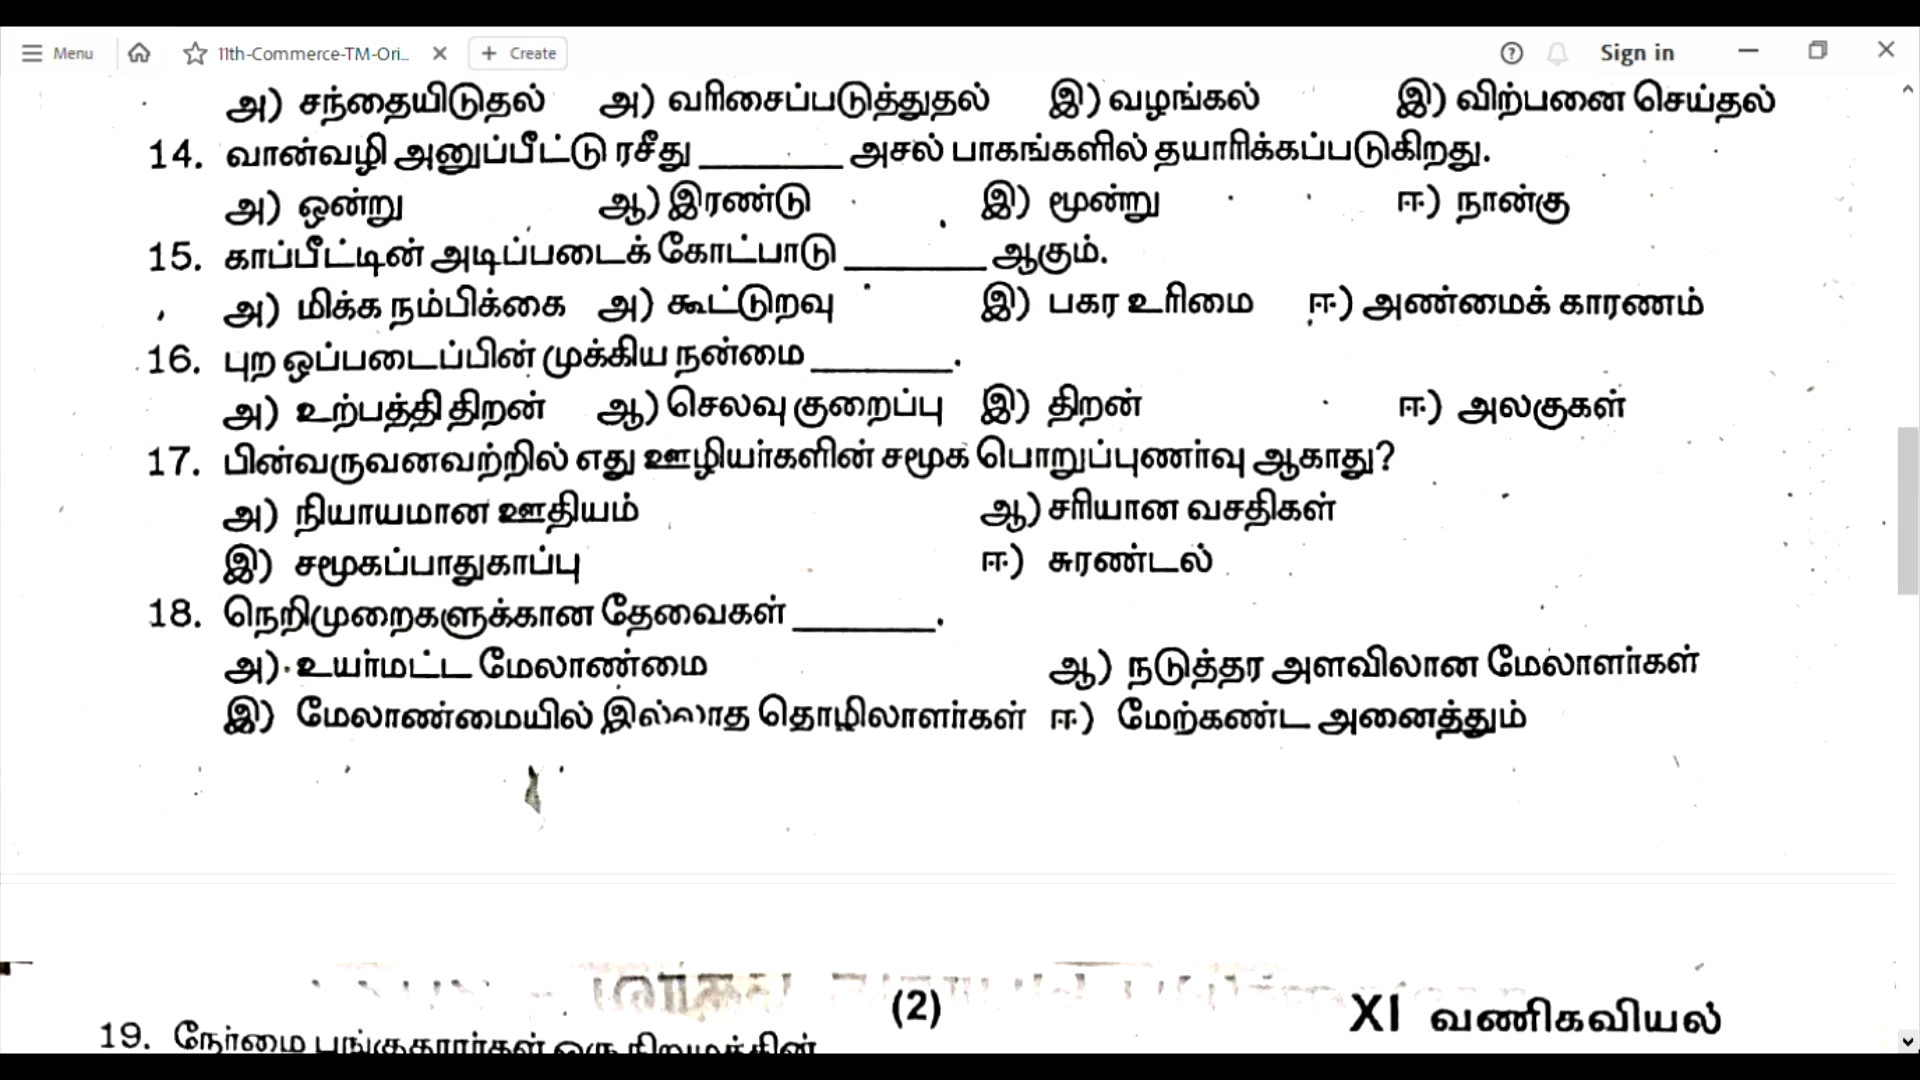 Menu 11th-Commerce-TM-Ori... + Create Sign in
அ) சந்தையிடுதல் அ) வரிசைப்படுத்துதல் இ) வழங்கல் இ) விற்பனை செய்தல்
14. வான்வழி அனுப்பீட்டு ரசீது ________ அசல் பாகங்களில் தயாரிக்கப்படுகிறது.
அ) ஒன்று ஆ) இரண்டு இ) மூன்று ஈ) நான்கு
15. காப்பீட்டின் அடிப்படைக் கோட்பாடு ________ ஆகும்.
அ) மிக்க நம்பிக்கை அ) கூட்டுறவு இ) பகர உரிமை ஈ) அண்மைக் காரணம்
16. புற ஒப்படைப்பின் முக்கிய நன்மை ________.
அ) உற்பத்தி திறன் ஆ) செலவு குறைப்பு இ) திறன் ஈ) அலகுகள்
17. பின்வருவனவற்றில் எது ஊழியர்களின் சமூக பொறுப்புணர்வு ஆகாது?
அ) நியாயமான ஊதியம் ஆ) சரியான வசதிகள்
இ) சமூகப்பாதுகாப்பு ஈ) சுரண்டல்
18. நெறிமுறைகளுக்கான தேவைகள் ________.
அ) உயர்மட்ட மேலாண்மை ஆ) நடுத்தர அளவிலான மேலாளர்கள்
இ) மேலாண்மையில் இல்லாத தொழிலாளர்கள் ஈ) மேற்கண்ட அனைத்தும்
(2) XI வணிகவியல்
19. நேர்மை பங்குதாரர்கள் ஒரு நிறுமத்தின்